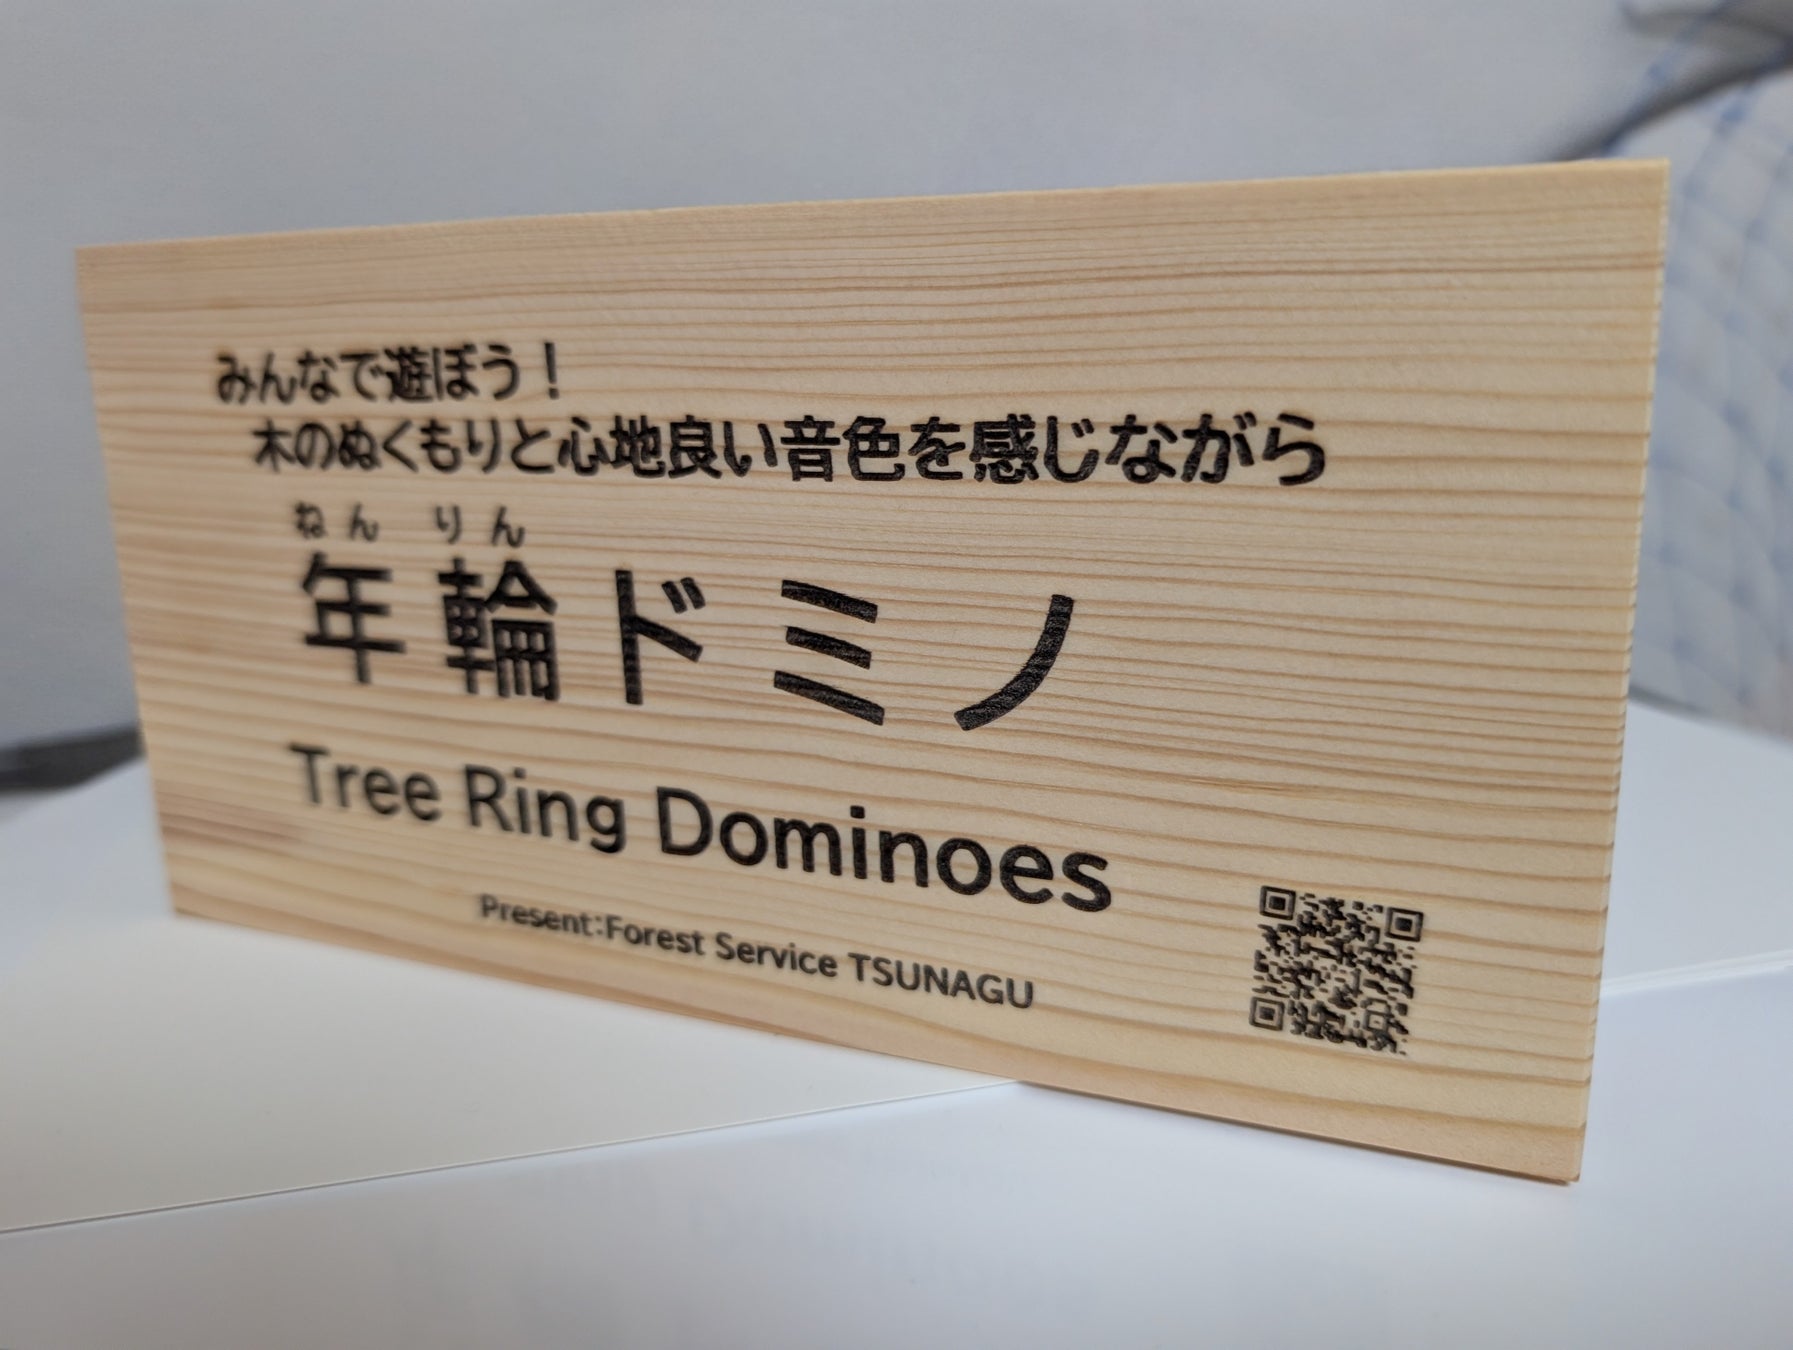 みんなで遊ぼう！
木のぬくもりと心地良い音色を感じながら
ねんりん
年輪ドミノ
Tree Ring Dominoes
Present:Forest Service TSUNAGU